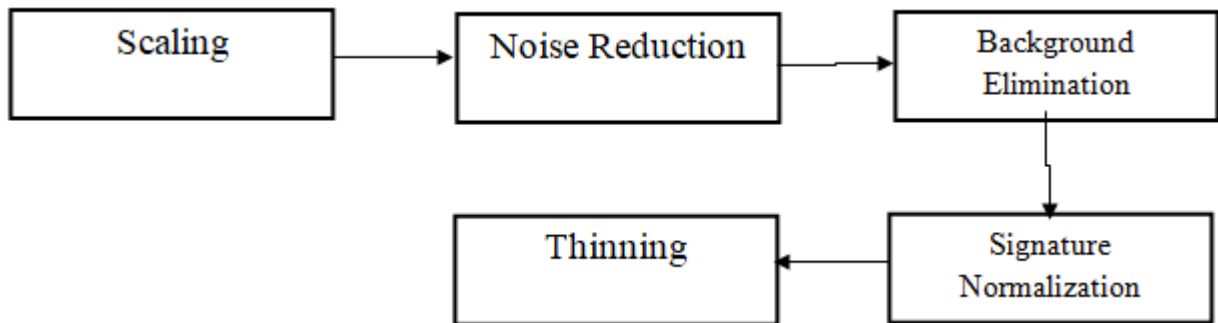 Scaling
Noise Reduction
Background
Elimination
Signature
Normalization
Thinning